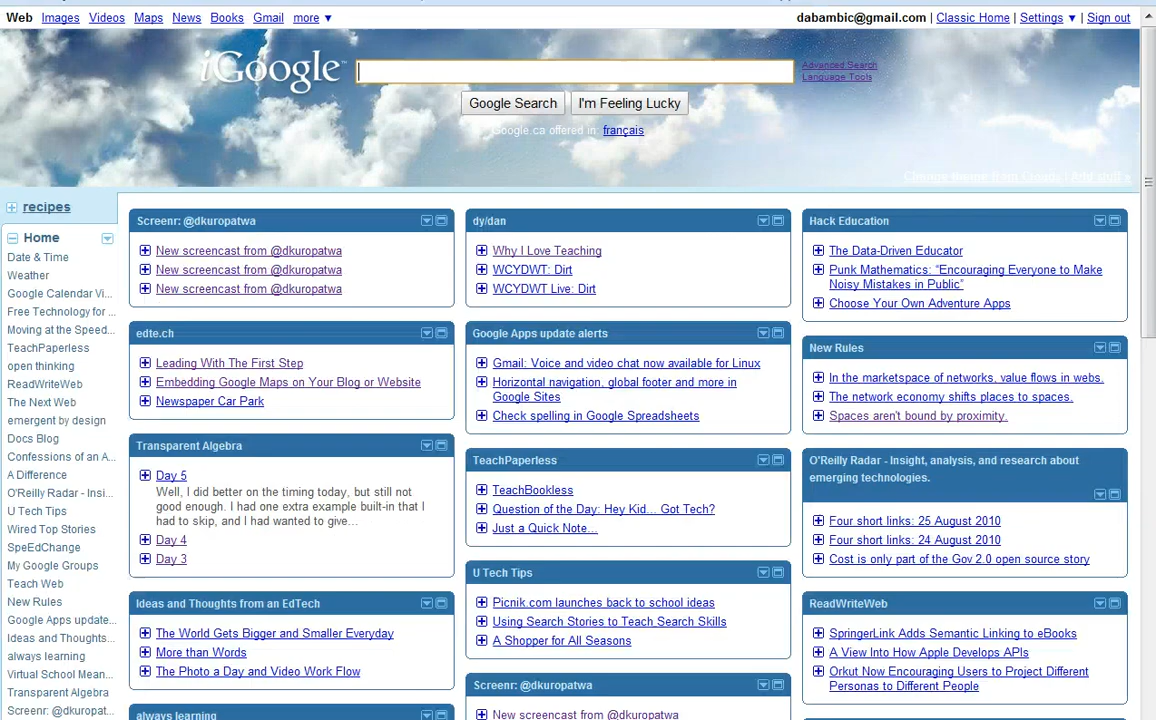 Web Images Videos Maps News Books Gmail more ▼
dabambic@gmail.com | Classic Home | Settings ▼ | Sign out
iGoogle™
Advanced Search
Language Tools
Google Search
I'm Feeling Lucky
Google.ca offered in: français
Change theme from Clouds | Add stuff »
recipes
Home
Date & Time
Weather
Google Calendar Vi...
Free Technology for ...
Moving at the Speed...
TeachPaperless
open thinking
ReadWriteWeb
The Next Web
emergent by design
Docs Blog
Confessions of an A...
A Difference
O'Reilly Radar - Insi...
U Tech Tips
Wired Top Stories
SpeEdChange
My Google Groups
Teach Web
New Rules
Google Apps update...
Ideas and Thoughts...
always learning
Virtual School Mean...
Transparent Algebra
Screenr: @dkuropat...
Screenr: @dkuropatwa
New screencast from @dkuropatwa
New screencast from @dkuropatwa
New screencast from @dkuropatwa
edte.ch
Leading With The First Step
Embedding Google Maps on Your Blog or Website
Newspaper Car Park
Transparent Algebra
Day 5
Well, I did better on the timing today, but still not
good enough. I had one extra example built-in that I
had to skip, and I had wanted to give...
Day 4
Day 3
Ideas and Thoughts from an EdTech
The World Gets Bigger and Smaller Everyday
More than Words
The Photo a Day and Video Work Flow
always learning
dy/dan
Why I Love Teaching
WCYDWT: Dirt
WCYDWT Live: Dirt
Google Apps update alerts
Gmail: Voice and video chat now available for Linux
Horizontal navigation, global footer and more in
Google Sites
Check spelling in Google Spreadsheets
TeachPaperless
TeachBookless
Question of the Day: Hey Kid... Got Tech?
Just a Quick Note...
U Tech Tips
Picnik.com launches back to school ideas
Using Search Stories to Teach Search Skills
A Shopper for All Seasons
Screenr: @dkuropatwa
New screencast from @dkuropatwa
Hack Education
The Data-Driven Educator
Punk Mathematics: "Encouraging Everyone to Make
Noisy Mistakes in Public"
Choose Your Own Adventure Apps
New Rules
In the marketspace of networks, value flows in webs.
The network economy shifts places to spaces.
Spaces aren't bound by proximity.
O'Reilly Radar - Insight, analysis, and research about
emerging technologies.
Four short links: 25 August 2010
Four short links: 24 August 2010
Cost is only part of the Gov 2.0 open source story
ReadWriteWeb
SpringerLink Adds Semantic Linking to eBooks
A View Into How Apple Develops APIs
Orkut Now Encouraging Users to Project Different
Personas to Different People